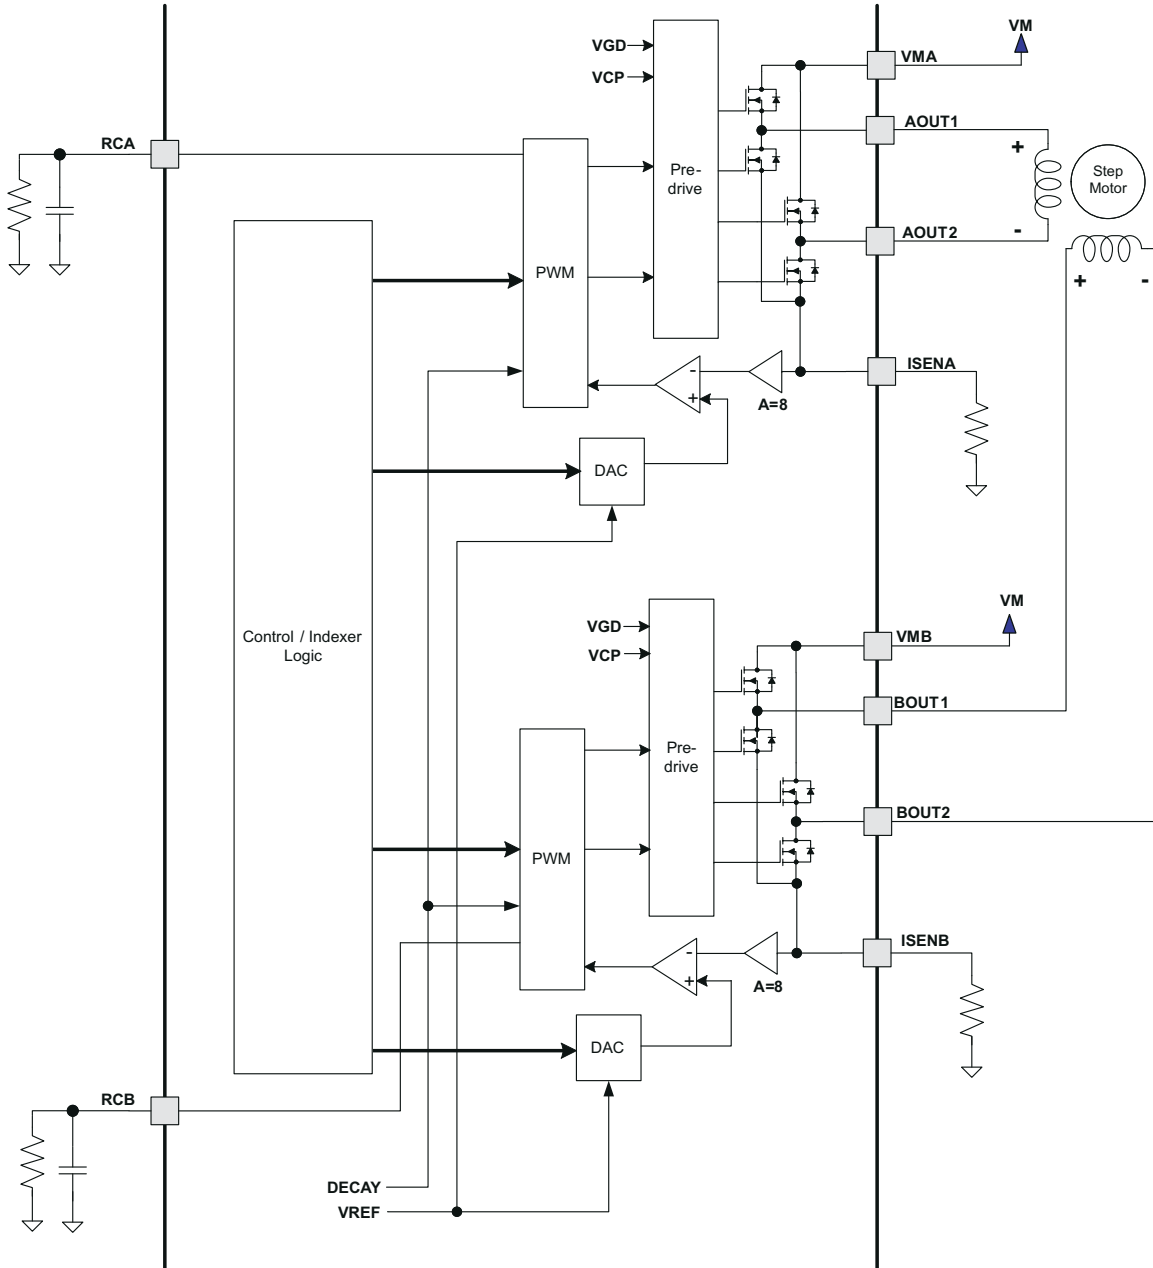 VM
VGD
VMA
VCP
AOUT1
RCA
+
Pre-
drive
Step
Motor
AOUT2
-
PWM
+
-
ISENA
-
+
A=8
DAC
VM
VGD
Control / Indexer
Logic
VMB
VCP
BOUT1
Pre-
drive
BOUT2
PWM
ISENB
-
+
A=8
DAC
RCB
DECAY
VREF